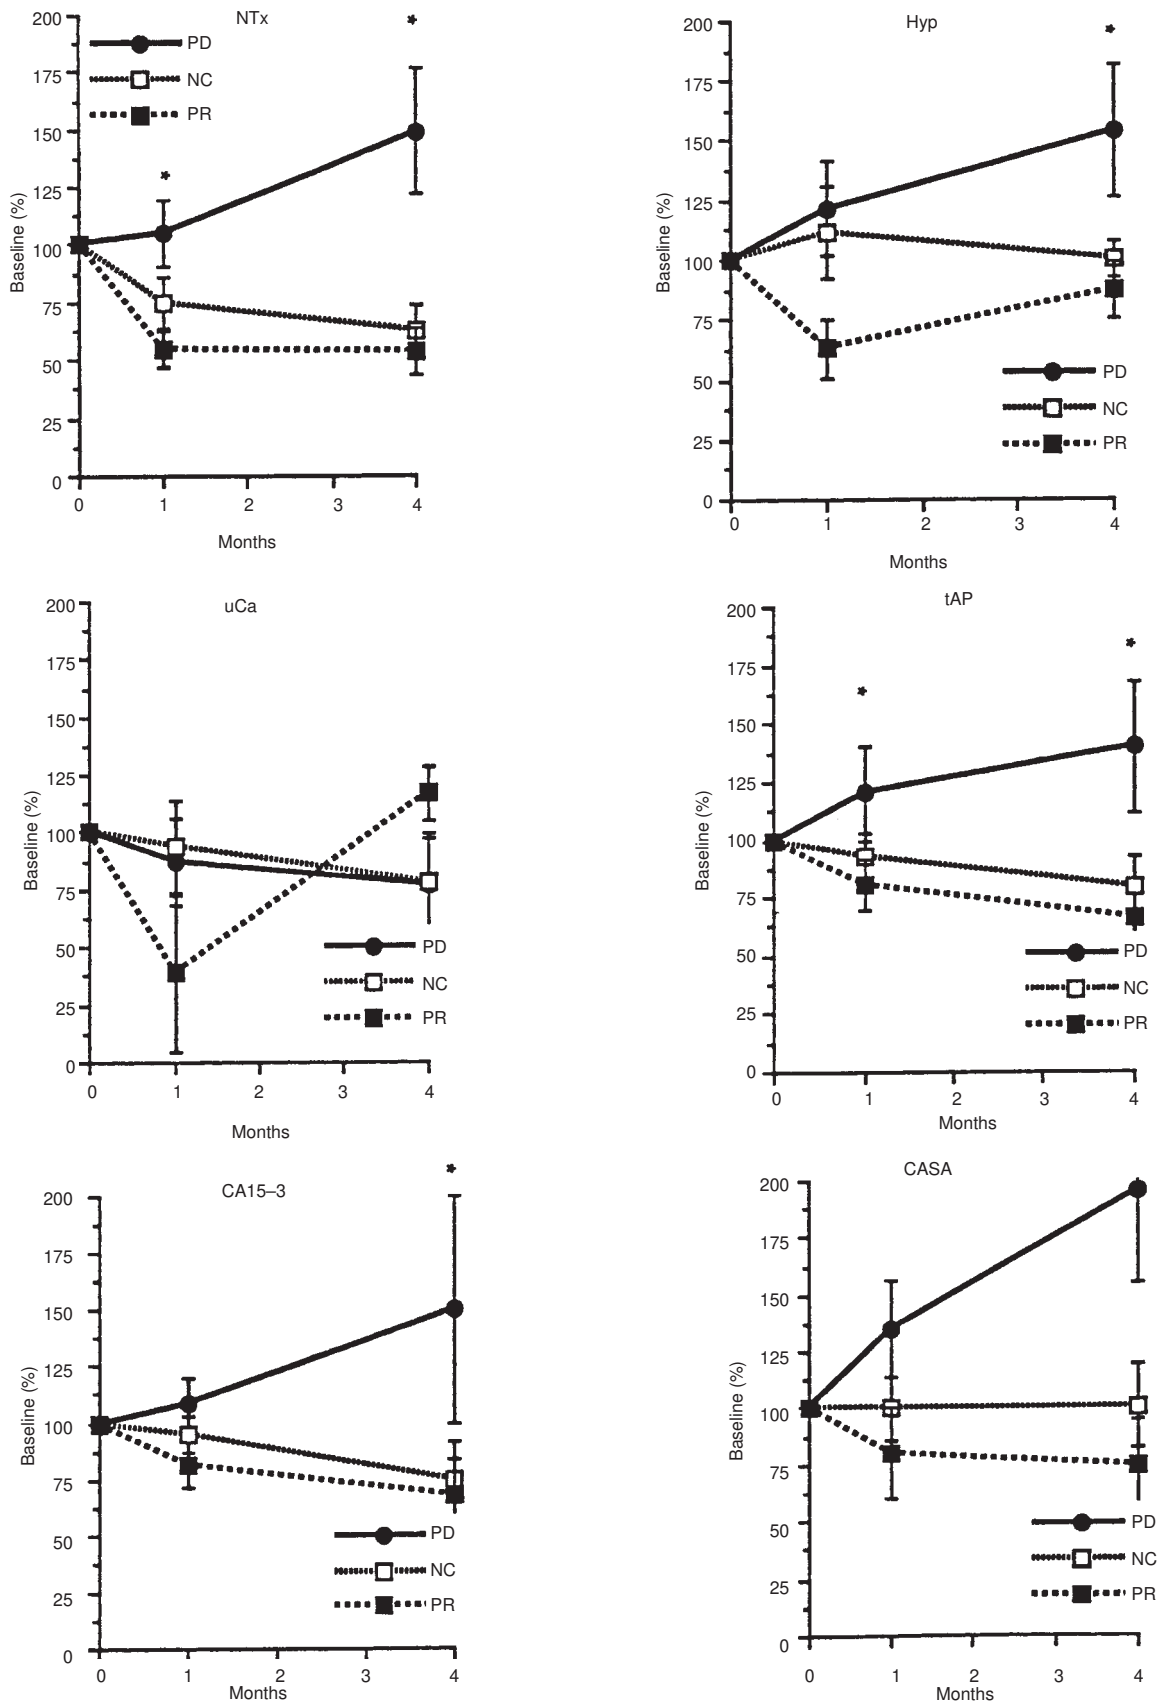 NTx
200
175
150
125
100
75
50
25
0
Baseline (%)
PD
NC
PR
*
*
0 1 2 3 4
Months
Hyp
200
175
150
125
100
75
50
25
0
Baseline (%)
*
PD
NC
PR
0 1 2 3 4
Months
uCa
200
175
150
125
100
75
50
25
0
Baseline (%)
PD
NC
PR
0 1 2 3 4
Months
tAP
200
175
150
125
100
75
50
25
0
Baseline (%)
*
*
PD
NC
PR
0 1 2 3 4
Months
CA15–3
200
175
150
125
100
75
50
25
0
Baseline (%)
*
PD
NC
PR
0 1 2 3 4
Months
CASA
200
175
150
125
100
75
50
25
0
Baseline (%)
PD
NC
PR
0 1 2 3 4
Months